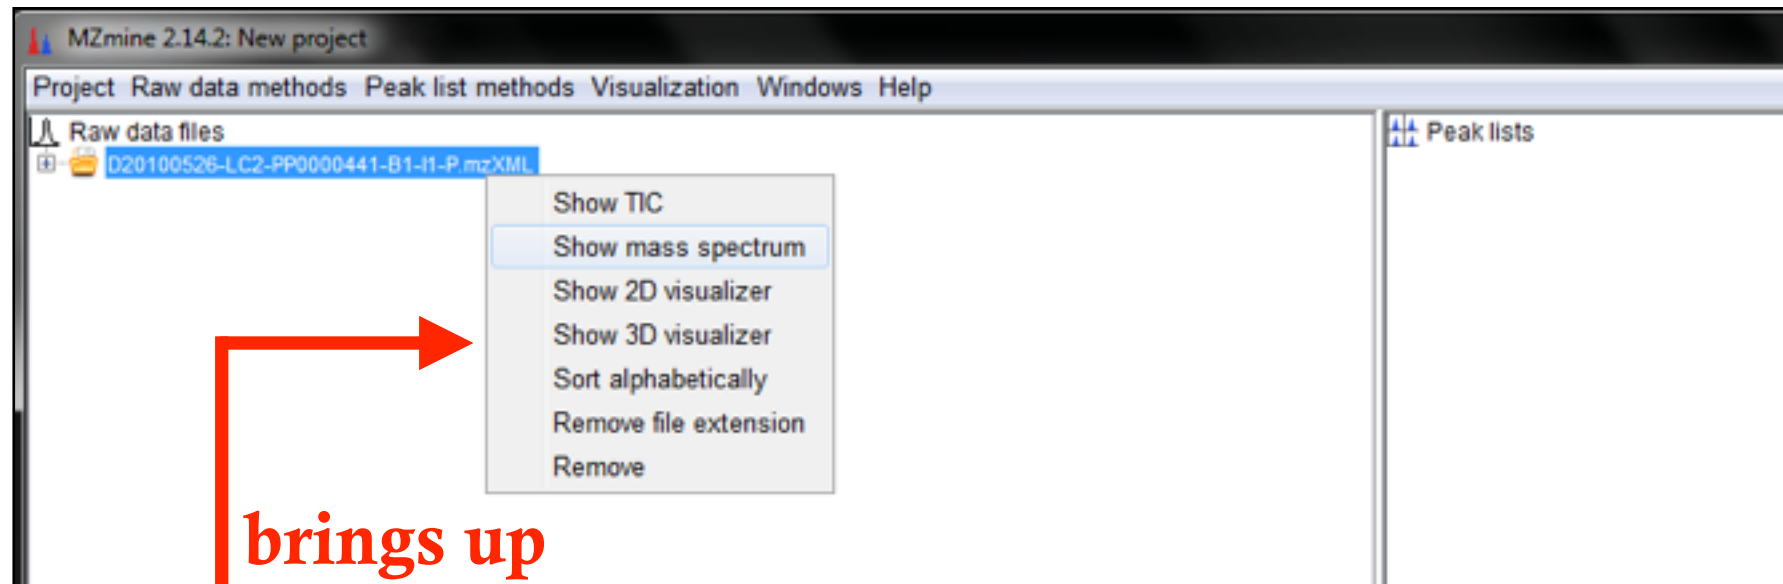 MZmine 2.14.2: New project
Project Raw data methods Peak list methods Visualization Windows Help
Raw data files
Peak lists
D20100526-LC2-PP0000441-B1-I1-P.mzXML
Show TIC
Show mass spectrum
Show 2D visualizer
Show 3D visualizer
Sort alphabetically
Remove file extension
Remove
brings up